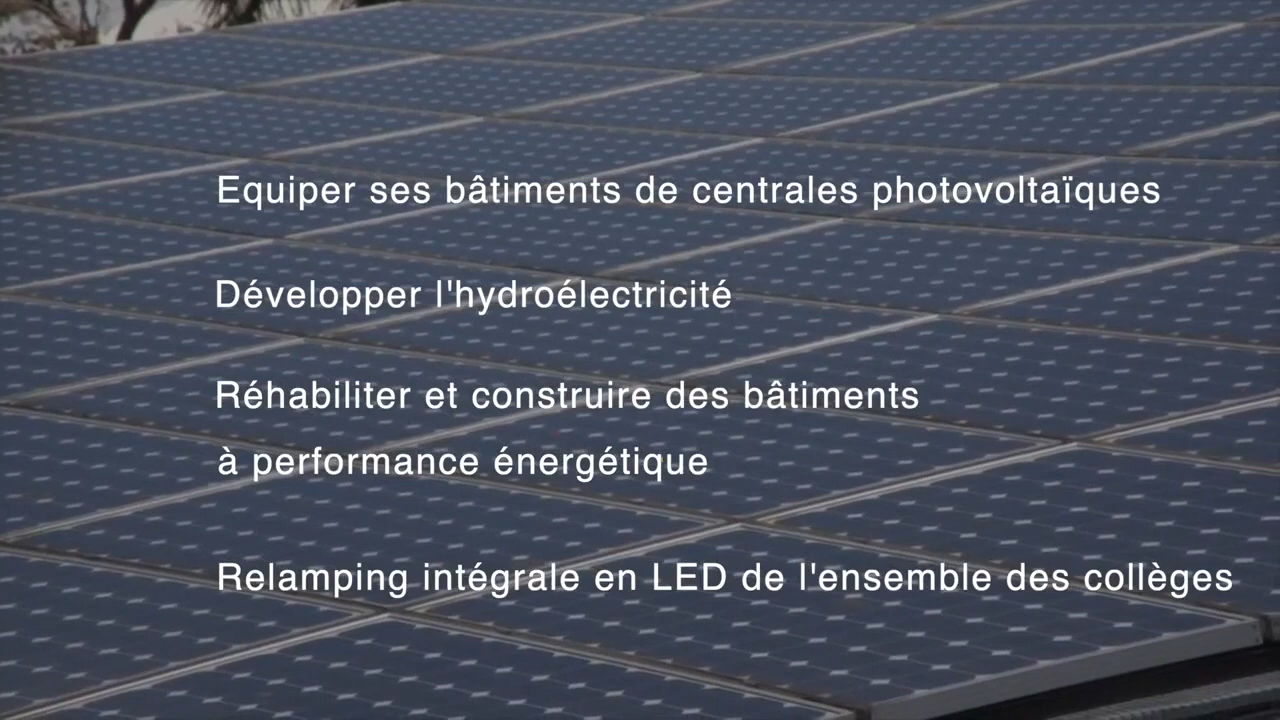 Equiper ses bâtiments de centrales photovoltaïques
Développer l'hydroélectricité
Réhabiliter et construire des bâtiments
à performance énergétique
Relamping intégrale en LED de l'ensemble des collèges